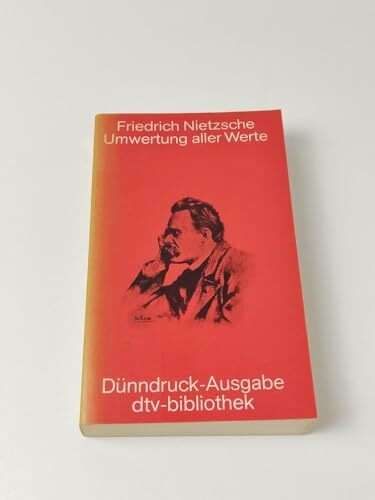 Friedrich Nietzsche
Umwertung aller Werte
Dünndruck-Ausgabe
dtv-bibliothek